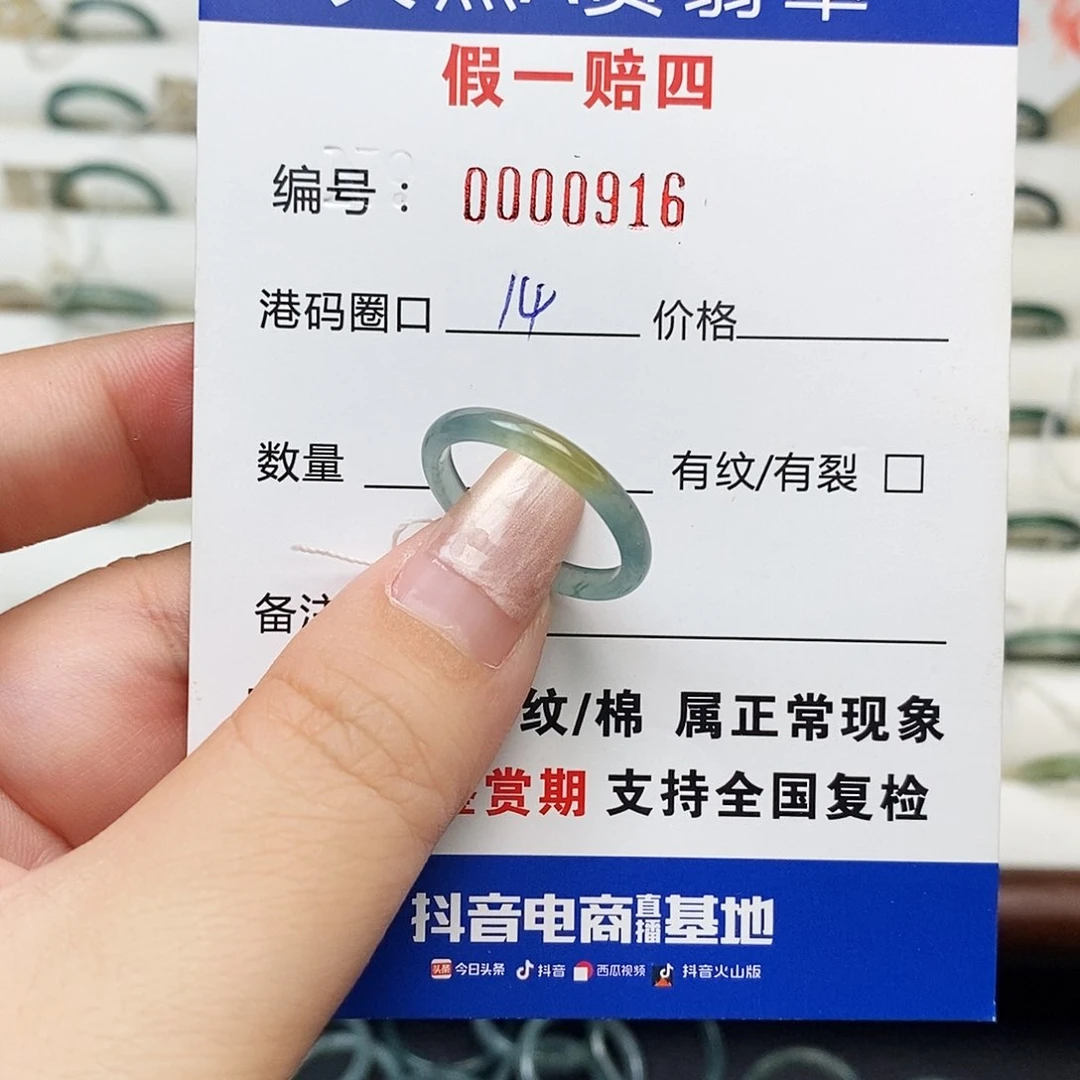 假一赔四
编号： 0000916
港码圈口 14 价格
数量 有纹/有裂 □
备注
纹/棉 属正常现象
赏期 支持全国复检
抖音电商直播基地
今日头条 抖音 西瓜视频 抖音火山版